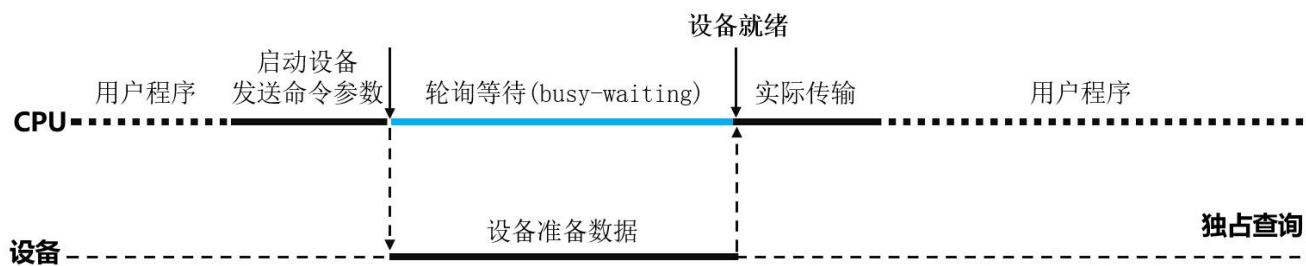 设备就绪
启动设备
用户程序 发送命令参数 轮询等待(busy-waiting) 实际传输 用户程序
CPU
设备准备数据
独占查询
设备